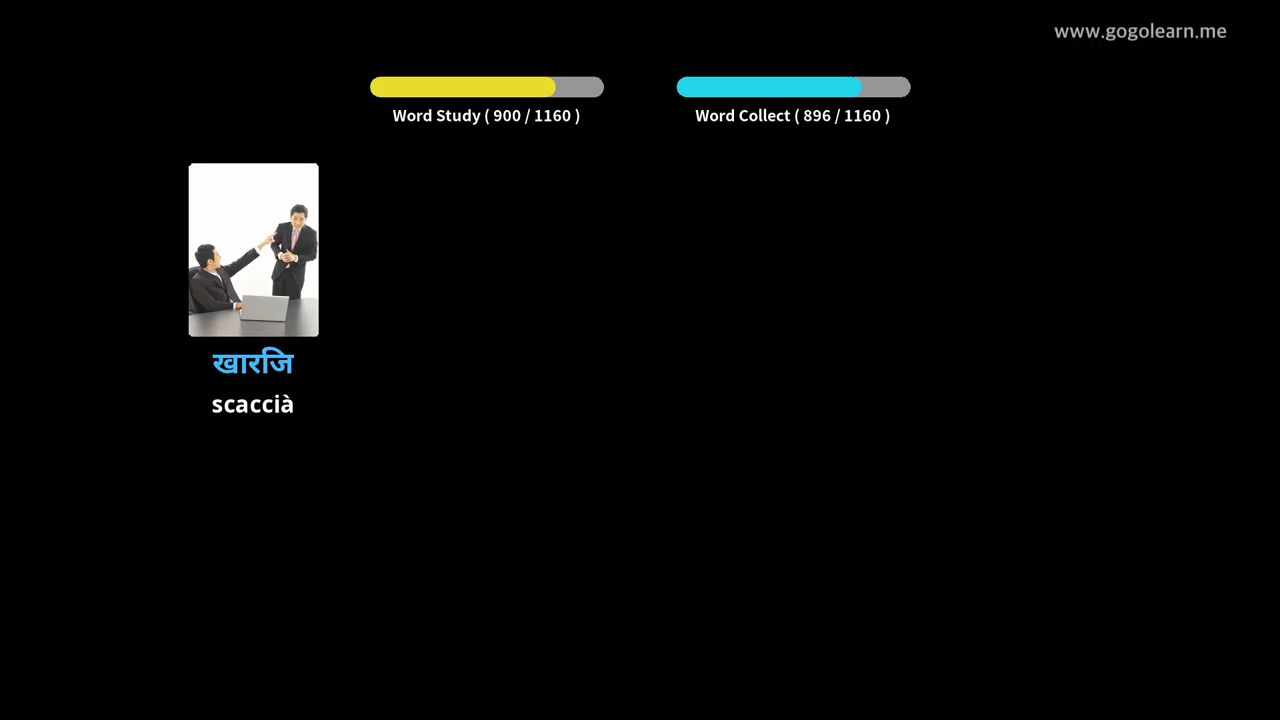 www.gogolearn.me
Word Study ( 900 / 1160 )
Word Collect ( 896 / 1160 )
खारजि
scaccià